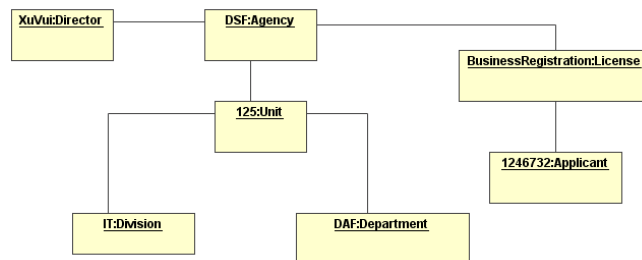 XuVui:Director
DSF:Agency
BusinessRegistration:License
125:Unit
1246732:Applicant
IT:Division
DAF:Department